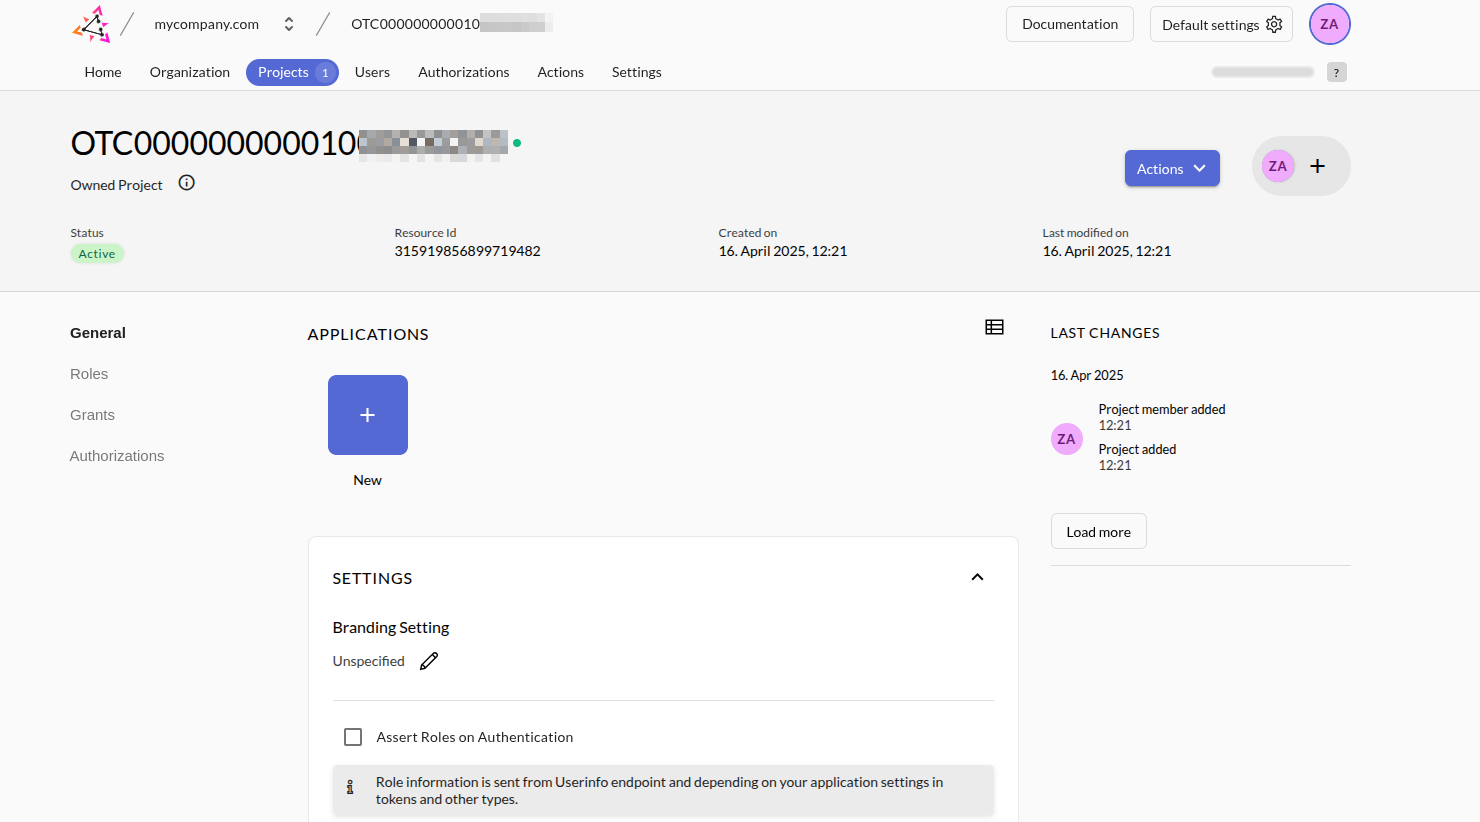 mycompany.com
OTC000000000010
Documentation
Default settings
ZA
Home
Organization
Projects 1
Users
Authorizations
Actions
Settings
?
OTC000000000010
Owned Project
Actions
ZA
+
Status
Active
Resource Id
315919856899719482
Created on
16. April 2025, 12:21
Last modified on
16. April 2025, 12:21
General
Roles
Grants
Authorizations
APPLICATIONS
+
New
SETTINGS
Branding Setting
Unspecified
Assert Roles on Authentication
Role information is sent from Userinfo endpoint and depending on your application settings in
tokens and other types.
LAST CHANGES
16. Apr 2025
ZA
Project member added
12:21
Project added
12:21
Load more